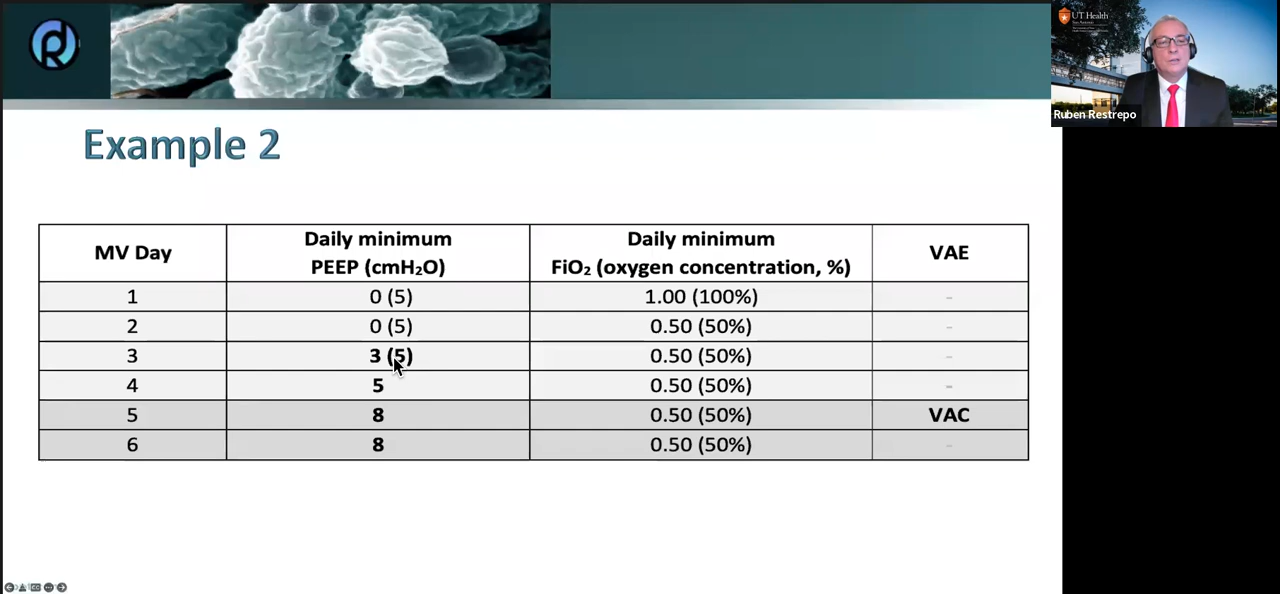 UT Health
San Antonio
Ruben Restrepo
Example 2
MV Day
Daily minimum
PEEP (cmH₂O)
Daily minimum
FiO₂ (oxygen concentration, %)
VAE
1 0 (5) 1.00 (100%) -
2 0 (5) 0.50 (50%) -
3 3 (5) 0.50 (50%) -
4 5 0.50 (50%) -
5 8 0.50 (50%) VAC
6 8 0.50 (50%) -